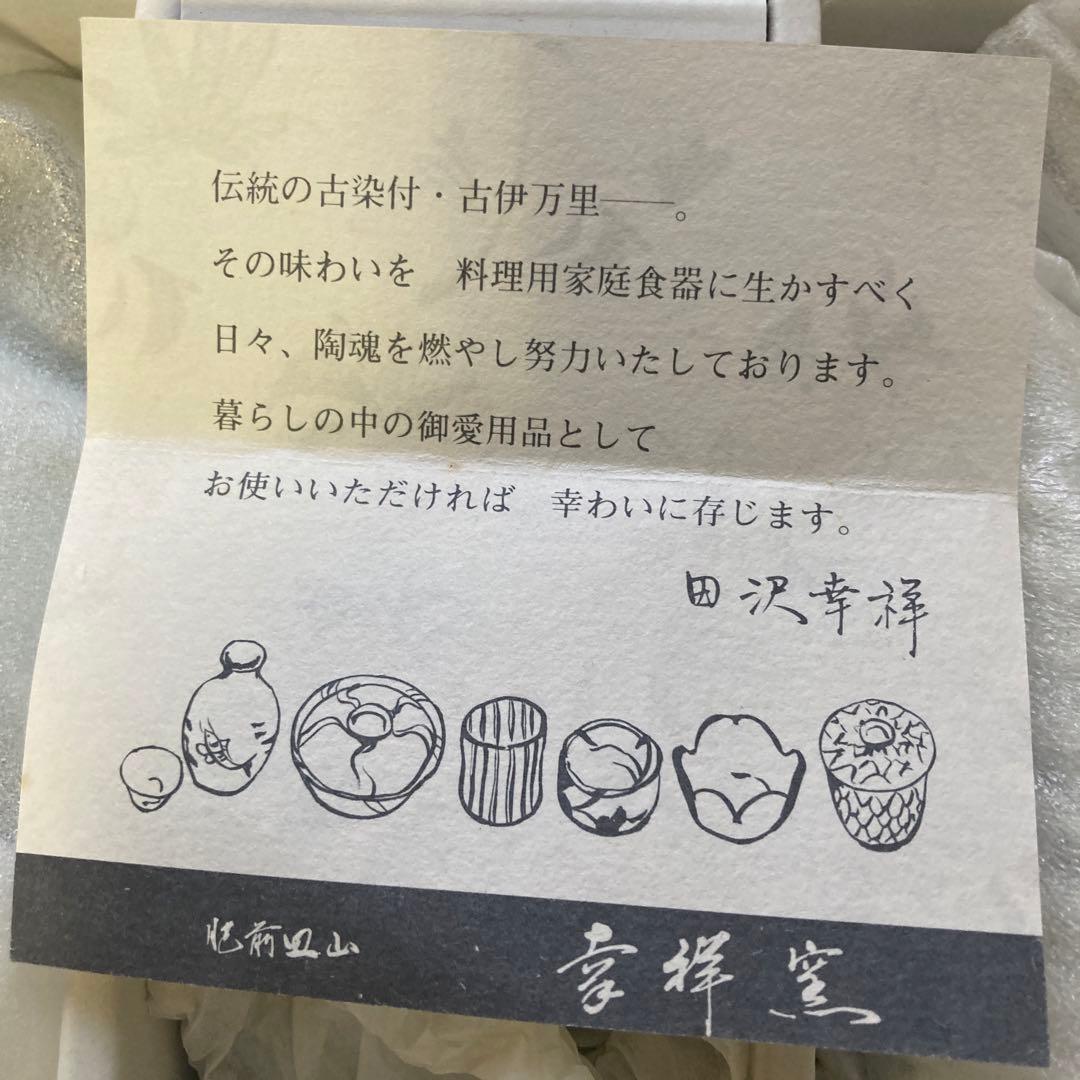 伝統の古染付・古伊万里――。
その味わいを　料理用家庭食器に生かすべく
日々、陶魂を燃やし努力いたしております。
暮らしの中の御愛用品として
お使いいただければ　幸わいに存じます。
田沢幸祥
肥前皿山
幸祥窯